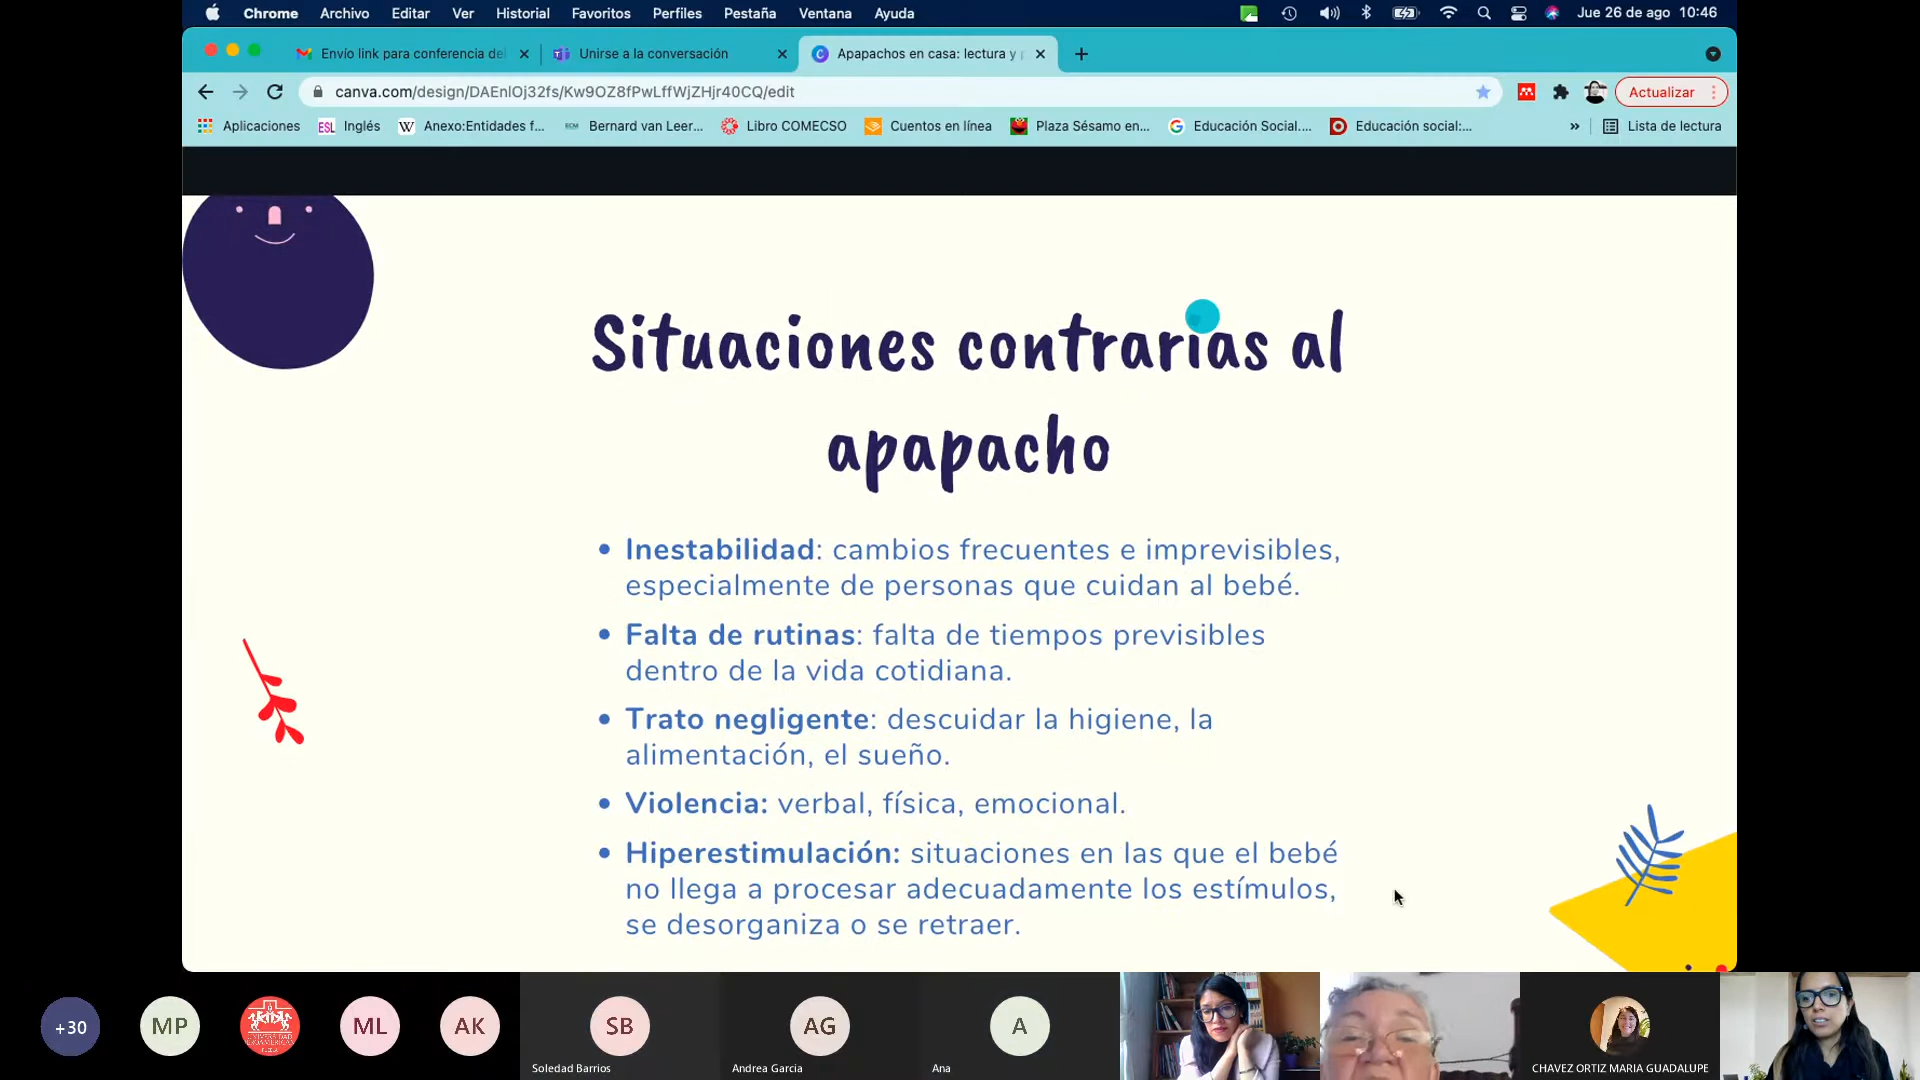 Chrome Archivo Editar Ver Historial Favoritos Perfiles Pestaña Ventana Ayuda Jue 26 de ago 10:46
Envío link para conferencia del Unirse a la conversación Apapachos en casa: lectura y
canva.com/design/DAEnlOj32fs/Kw9OZ8fPwLffWjZHjr40CQ/edit Actualizar
Aplicaciones ESL Inglés W Anexo:Entidades f... Bernard van Leer... Libro COMECSO Cuentos en línea Plaza Sésamo en... Educación Social.... Educación social:... » Lista de lectura
Situaciones contrarias al
apapacho
• Inestabilidad: cambios frecuentes e imprevisibles,
especialmente de personas que cuidan al bebé.
• Falta de rutinas: falta de tiempos previsibles
dentro de la vida cotidiana.
• Trato negligente: descuidar la higiene, la
alimentación, el sueño.
• Violencia: verbal, física, emocional.
• Hiperestimulación: situaciones en las que el bebé
no llega a procesar adecuadamente los estímulos,
se desorganiza o se retraer.
+30 MP ML AK SB AG A
Soledad Barrios Andrea Garcia Ana CHAVEZ ORTIZ MARIA GUADALUPE